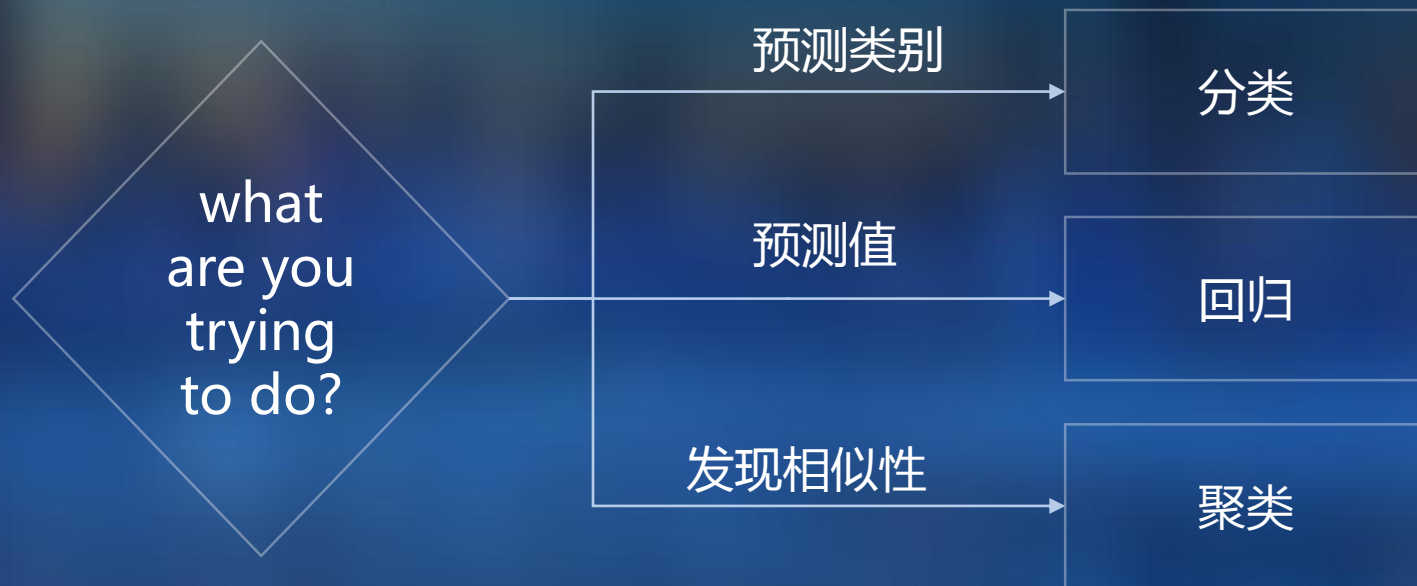 what
are you
trying
to do?
预测类别
分类
预测值
回归
发现相似性
聚类